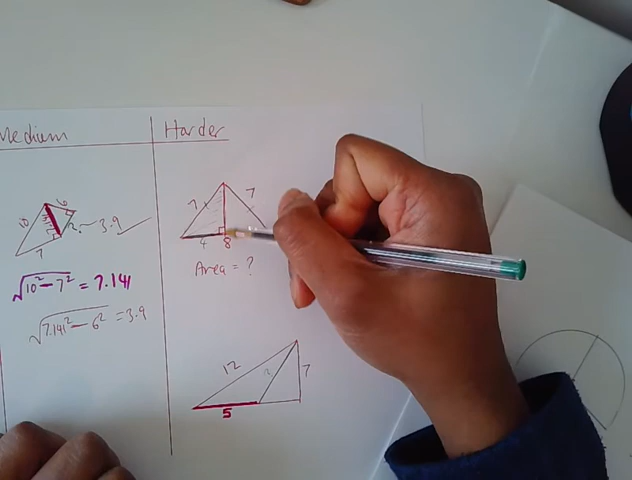 Medium
Harder
10
6
? ~ 3.9 ✓
7
√10² - 7² = 7.141
√7.141² - 6² = 3.9
7
7
4
8
Area = ?
12
?
7
5